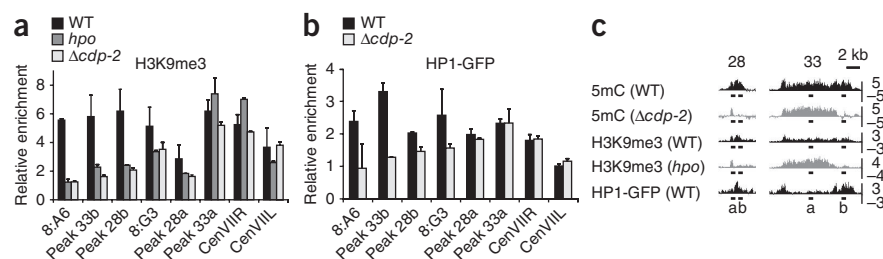 a
WT
hpo
Δcdp-2
H3K9me3
Relative enrichment
8
6
4
2
0
8:A6
Peak 33b
Peak 28b
8:G3
Peak 28a
Peak 33a
CenVIIR
CenVIIL
b
WT
Δcdp-2
HP1-GFP
Relative enrichment
4
3
2
1
0
8:A6
Peak 33b
Peak 28b
8:G3
Peak 28a
Peak 33a
CenVIIR
CenVIIL
c
2 kb
28 33
5mC (WT) 5 –5
5mC (Δcdp-2) 5 –5
H3K9me3 (WT) 3 –3
H3K9me3 (hpo) 4 –4
HP1-GFP (WT) 3 –3
ab a b